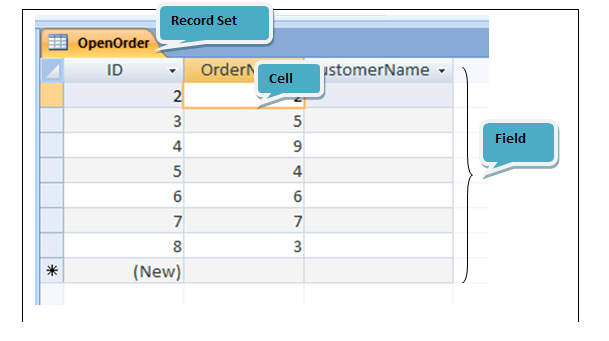 Record Set
OpenOrder
ID OrderN ustomerName
Cell
2 2
3 5
Field
4 9
5 4
6 6
7 7
8 3
(New)